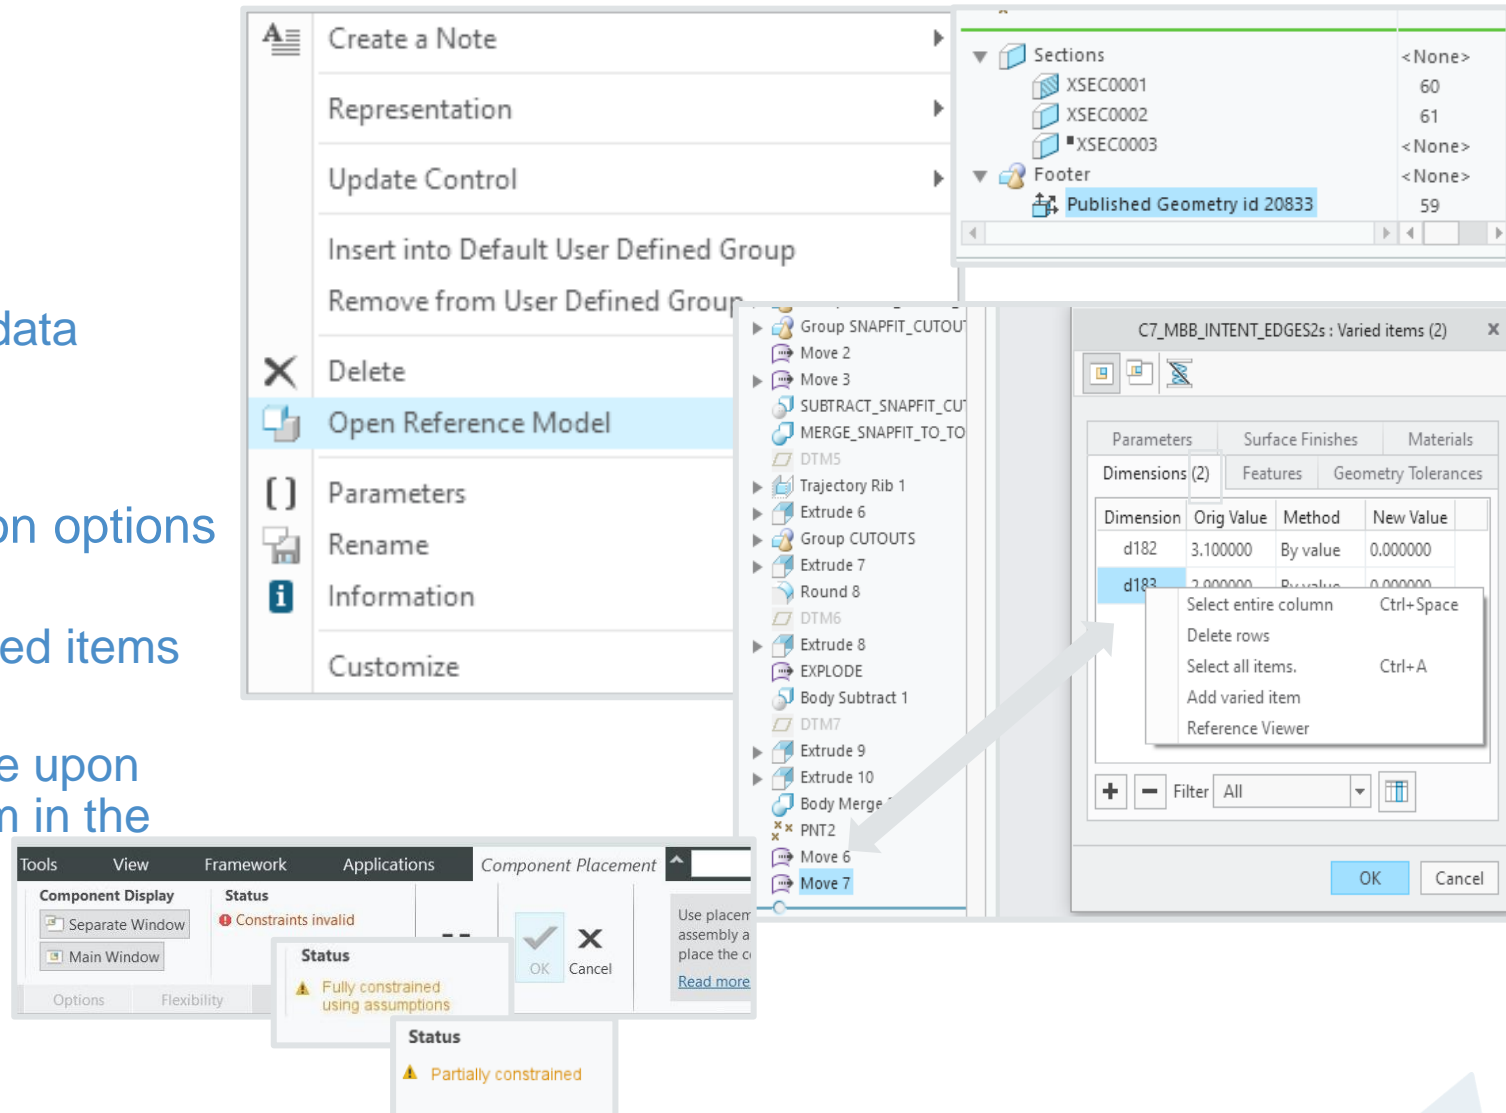 data
on options
ed items
e upon
n in the
Create a Note
Representation
Update Control
Insert into Default User Defined Group
Remove from User Defined Group
Delete
Open Reference Model
Parameters
Rename
Information
Customize
Sections <None>
XSEC0001 60
XSEC0002 61
XSEC0003 <None>
Footer <None>
Published Geometry id 20833 59
Group SNAPFIT_CUTOU
Move 2
Move 3
SUBTRACT_SNAPFIT_CU
MERGE_SNAPFIT_TO_TO
DTM5
Trajectory Rib 1
Extrude 6
Group CUTOUTS
Extrude 7
Round 8
DTM6
Extrude 8
EXPLODE
Body Subtract 1
DTM7
Extrude 9
Extrude 10
Body Merge
PNT2
Move 6
Move 7
C7_MBB_INTENT_EDGES2s : Varied items (2) x
Parameters Surface Finishes Materials
Dimensions (2) Features Geometry Tolerances
Dimension Orig Value Method New Value
d182 3.100000 By value 0.000000
d183 2.900000 By value 0.000000
Select entire column Ctrl+Space
Delete rows
Select all items. Ctrl+A
Add varied item
Reference Viewer
Filter All
OK Cancel
Tools View Framework Applications Component Placement
Component Display Status
Separate Window Constraints invalid
Main Window
OK Cancel
Options Flexibility
Use placem
assembly a
place the c
Read more
Status
Fully constrained
using assumptions
Status
Partially constrained